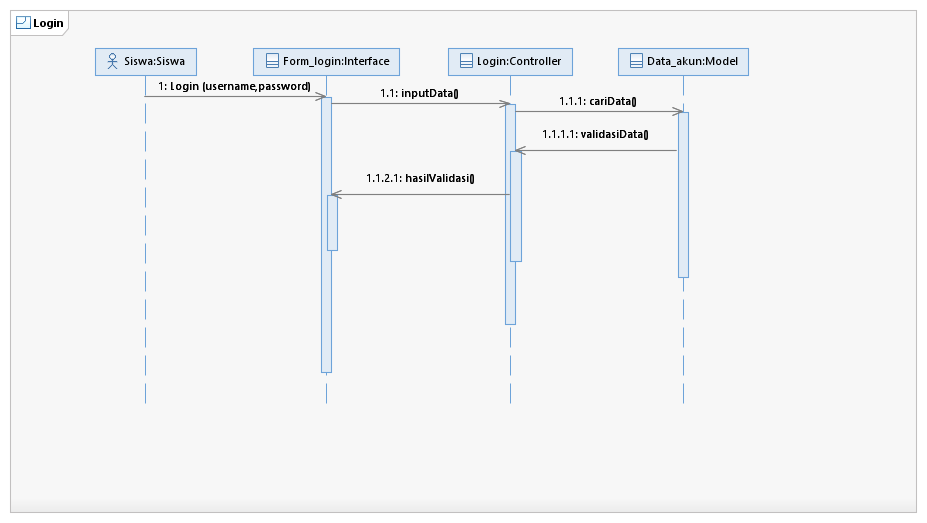 Login
Siswa:Siswa
Form_login:Interface
Login:Controller
Data_akun:Model
1: Login (username,password)
1.1: inputData()
1.1.1: cariData()
1.1.1.1: validasiData()
1.1.2.1: hasilValidasi()